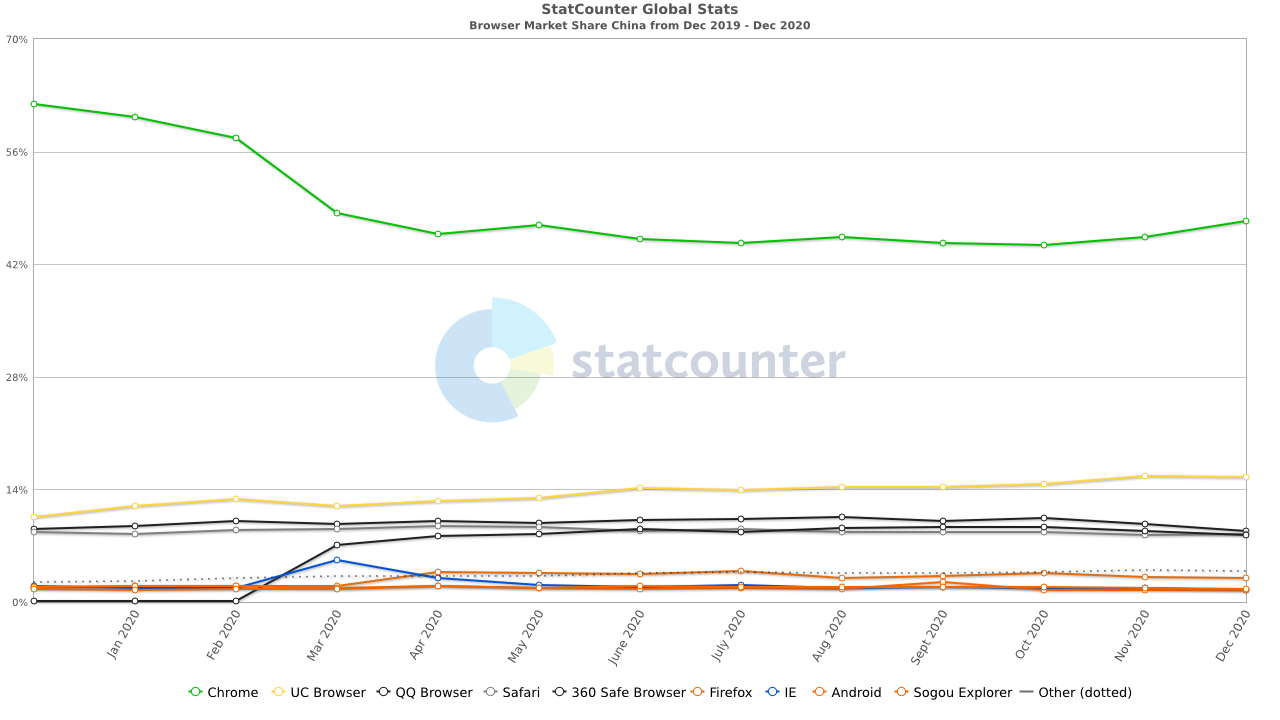 StatCounter Global Stats
Browser Market Share China from Dec 2019 - Dec 2020
70%
56%
42%
28%
14%
0%
statcounter
Jan 2020
Feb 2020
Mar 2020
Apr 2020
May 2020
June 2020
July 2020
Aug 2020
Sept 2020
Oct 2020
Nov 2020
Dec 2020
Chrome UC Browser QQ Browser Safari 360 Safe Browser Firefox IE Android Sogou Explorer Other (dotted)